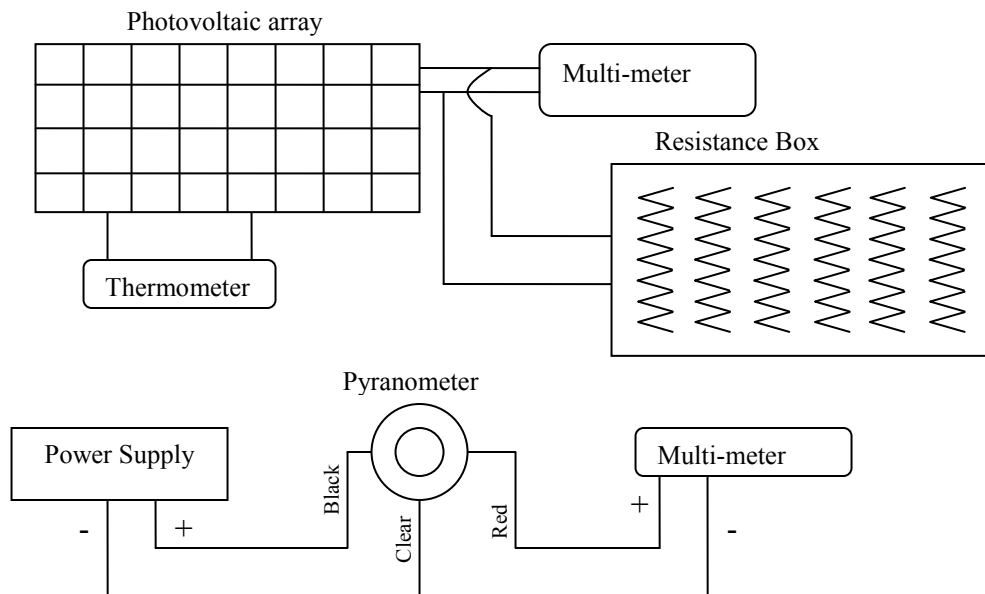 Photovoltaic array
Multi-meter
Resistance Box
Thermometer
Pyranometer
Power Supply
Multi-meter
Black
Clear
Red
- +
+ -